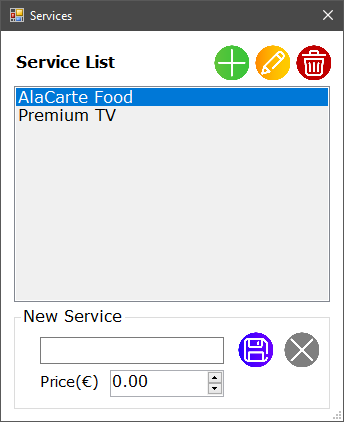 Services
Service List
AlaCarte Food
Premium TV
New Service
Price(€) 0.00